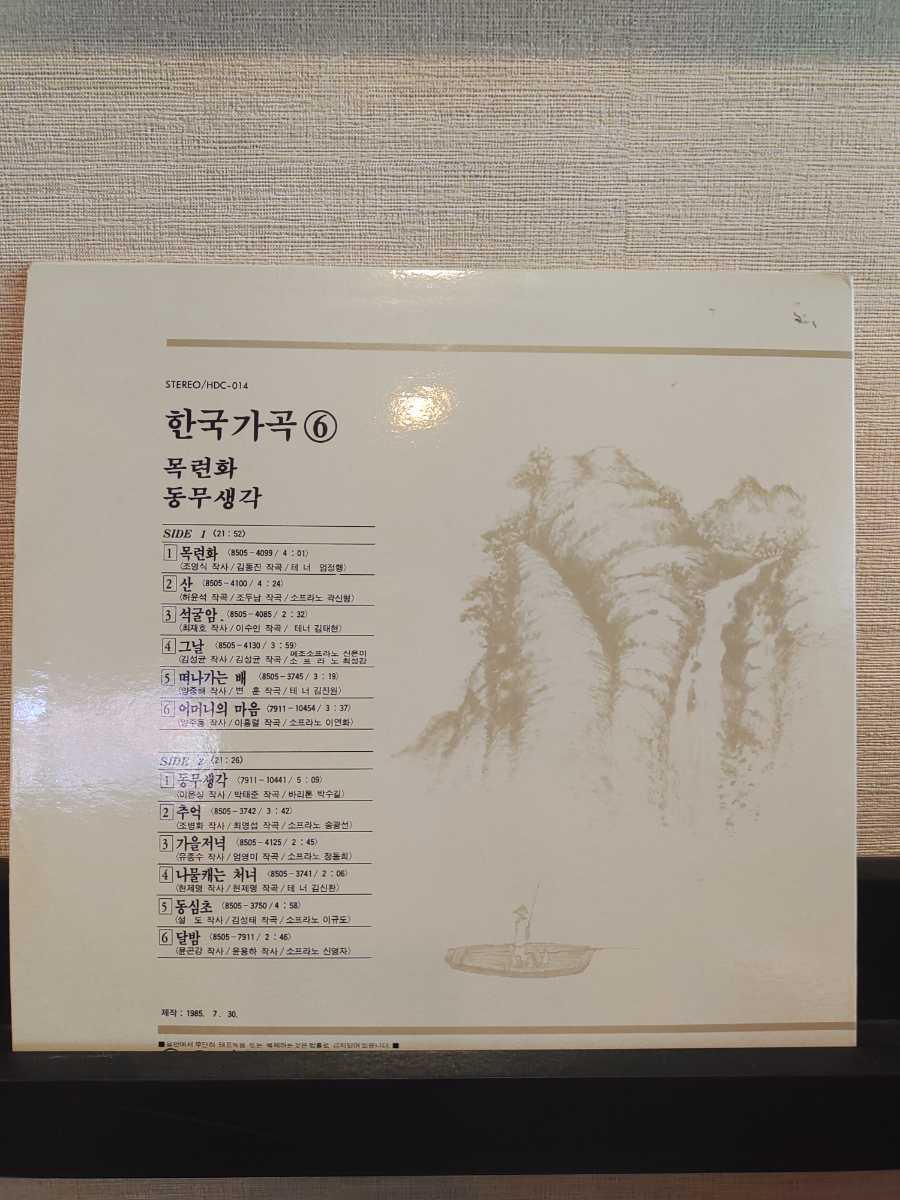 STEREO/HDC-014
한국가곡⑥
목련화
동무생각
SIDE 1 (21:52)
1 목련화 (8505-4099/4:01)
(조영식 작사/김동진 작곡/테 너 엄정행)
2 산 (8505-4100/4:24)
(허윤석 작곡/조두남 작곡/소프라노 곽신형)
3 석굴암. (8505-4085/2:32)
(최재호 작사/이수인 작곡/테너 김태현)
4 그날 (8505-4130/3:59)
(김성균 작사/김성균 작곡/메조소프라노 신은미
소 프 라 노 최성감
5 떠나가는 배 (8505-3745/3:19)
(양중해 작사/변 훈 작곡/테 너 김진원)
6 어머니의 마음 (7911-10454/3:37)
(양주동 작사/이흥렬 작곡/소프라노 이연화)
SIDE 2 (21:26)
1 동무생각 (7911-10441/5:09)
(이은상 작사/박태준 작곡/바리톤 박수길)
2 추억 (8505-3742/3:42)
(조병화 작사/최영섭 작곡/소프라노 송광선)
3 가을저녁 (8505-4125/2:45)
(유종수 작사/엄영미 작곡/소프라노 정동희)
4 나물캐는 처녀 (8505-3741/2:06)
(현제명 작사/현제명 작곡/테 너 김신환)
5 동심초 (8505-3750/4:58)
(설 도 작사/김성태 작곡/소프라노 이규도)
6 달밤 (8505-7911/2:46)
(윤곤강 작사/윤용하 작사/소프라노 신영자)
제작:1985. 7. 30.